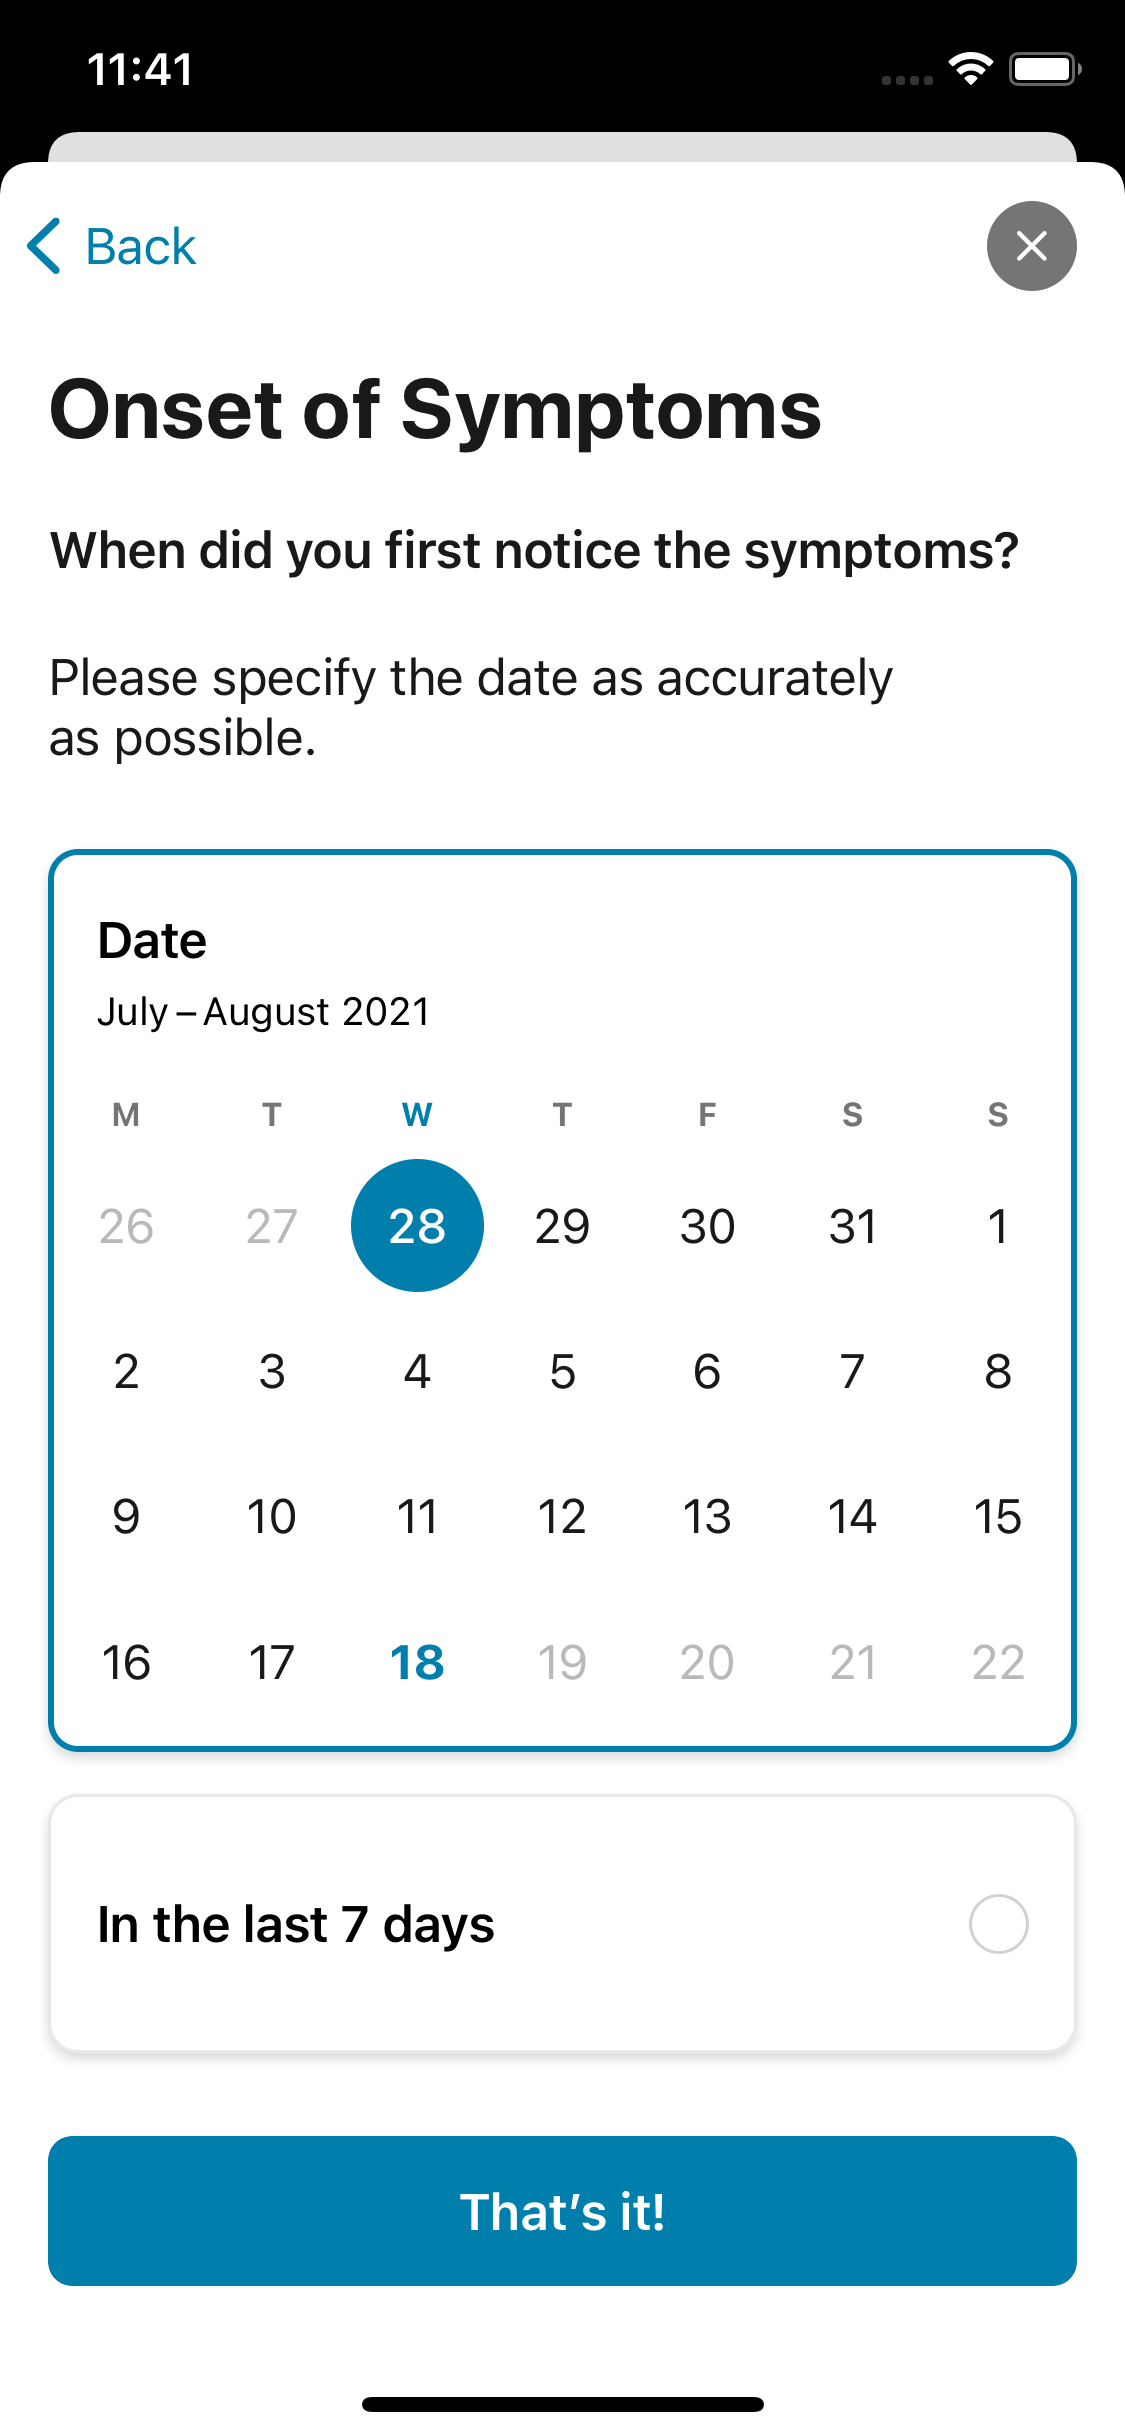 11:41
Back
Onset of Symptoms
When did you first notice the symptoms?
Please specify the date as accurately
as possible.
Date
July – August 2021
M T W T F S S
26 27 28 29 30 31 1
2 3 4 5 6 7 8
9 10 11 12 13 14 15
16 17 18 19 20 21 22
In the last 7 days
That’s it!